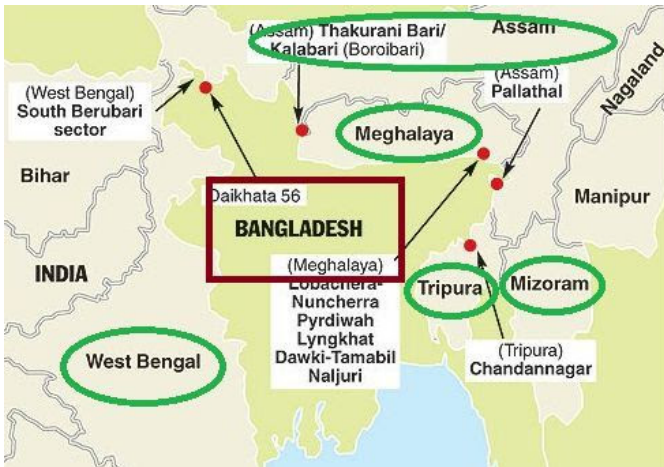 (Assam) Thakurani Bari/
Kalabari (Boroibari)
Assam
(West Bengal)
South Berubari
sector
(Assam)
Pallathal
Nagaland
Meghalaya
Bihar
Daikhata 56
Manipur
BANGLADESH
INDIA
(Meghalaya)
Lobachera-
Nuncherra
Pyrdiwah
Lyngkhat
Dawki-Tamabil
Naljuri
Tripura
Mizoram
West Bengal
(Tripura)
Chandannagar